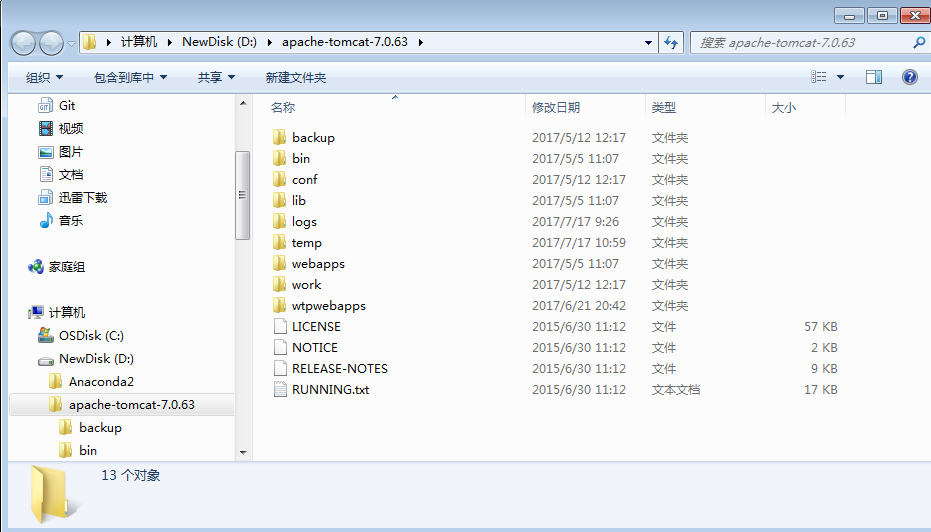 计算机 NewDisk (D:) apache-tomcat-7.0.63 搜索 apache-tomcat-7.0.63
组织 包含到库中 共享 新建文件夹
Git
视频
图片
文档
迅雷下载
音乐
家庭组
计算机
OSDisk (C:)
NewDisk (D:)
Anaconda2
apache-tomcat-7.0.63
backup
bin
名称 修改日期 类型 大小
backup 2017/5/12 12:17 文件夹
bin 2017/5/5 11:07 文件夹
conf 2017/5/12 12:17 文件夹
lib 2017/5/5 11:07 文件夹
logs 2017/7/17 9:26 文件夹
temp 2017/7/17 10:59 文件夹
webapps 2017/5/5 11:07 文件夹
work 2017/5/12 12:17 文件夹
wtpwebapps 2017/6/21 20:42 文件夹
LICENSE 2015/6/30 11:12 文件 57 KB
NOTICE 2015/6/30 11:12 文件 2 KB
RELEASE-NOTES 2015/6/30 11:12 文件 9 KB
RUNNING.txt 2015/6/30 11:12 文本文档 17 KB
13 个对象